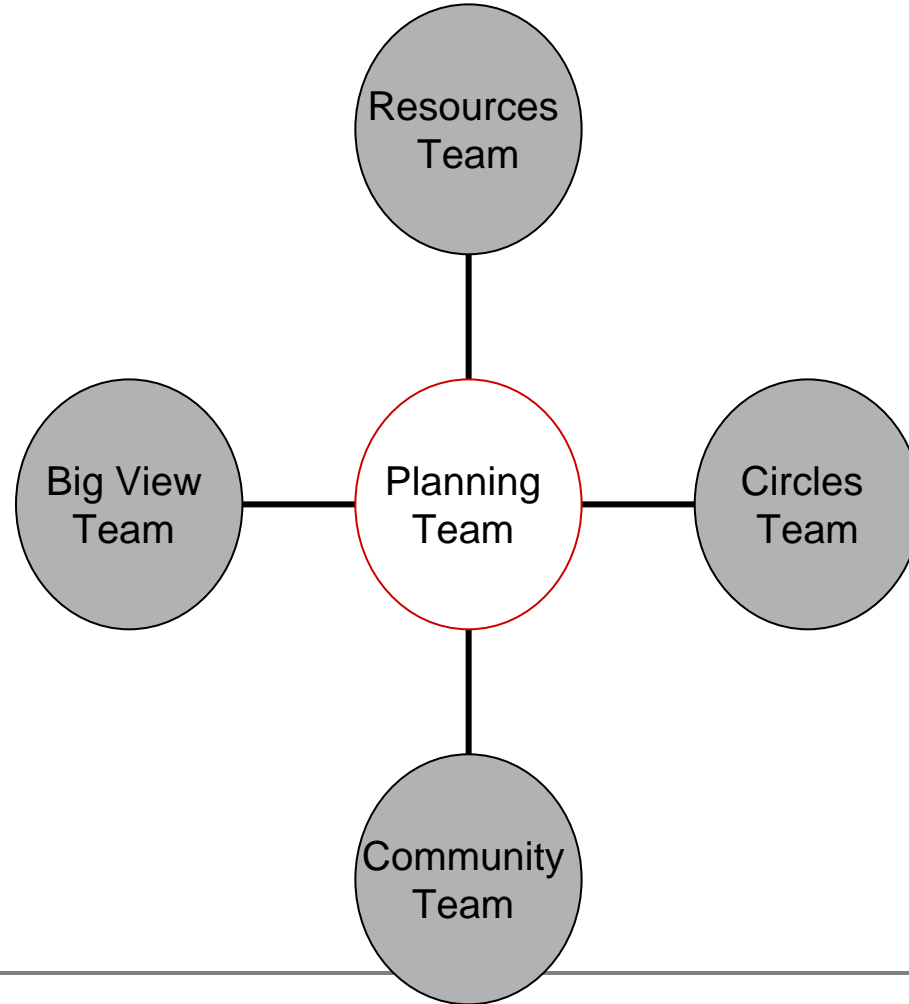 Resources
Team
Big View
Team
Planning
Team
Circles
Team
Community
Team